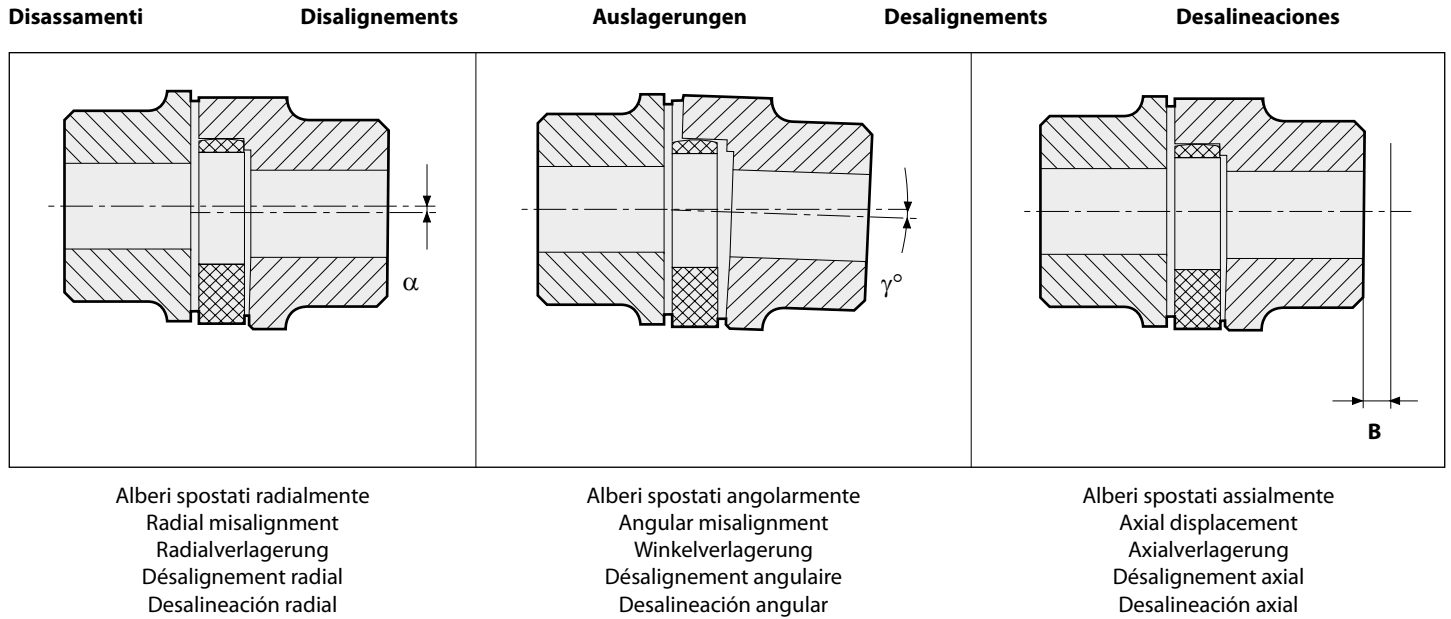 Disassamenti Disalignements Auslagerungen Desalignements Desalineaciones
α
γ°
B
Alberi spostati radialmente
Radial misalignment
Radialverlagerung
Désalignement radial
Desalineación radial
Alberi spostati angolarmente
Angular misalignment
Winkelverlagerung
Désalignement angulaire
Desalineación angular
Alberi spostati assialmente
Axial displacement
Axialverlagerung
Désalignement axial
Desalineación axial